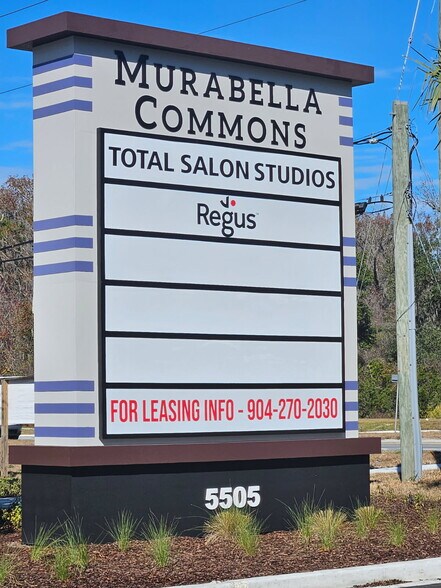 MURABELLA
COMMONS
TOTAL SALON STUDIOS
Regus
FOR LEASING INFO - 904-270-2030
5505